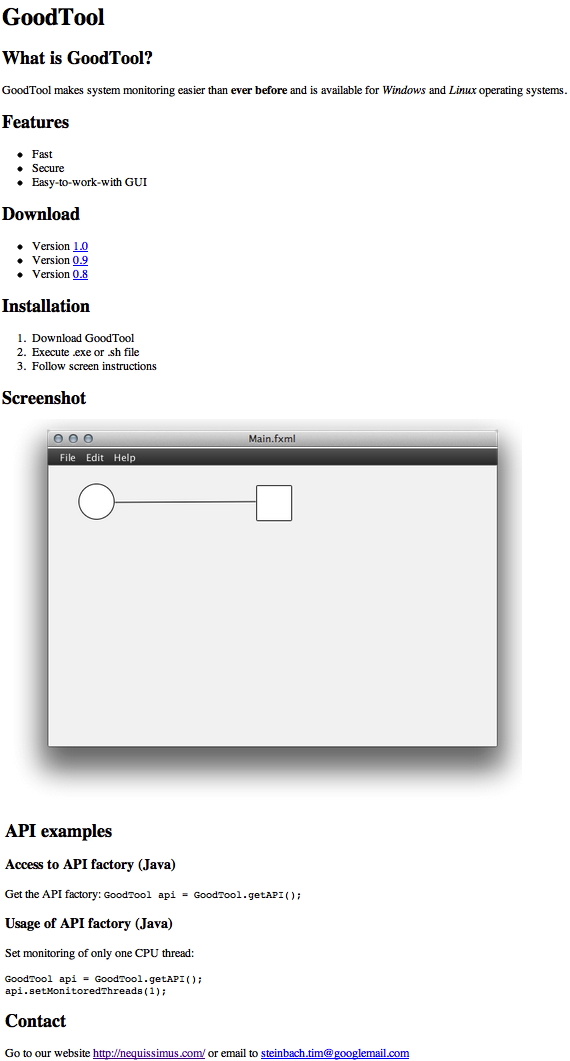 GoodTool
What is GoodTool?
GoodTool makes system monitoring easier than ever before and is available for Windows and Linux operating systems.
Features
• Fast
• Secure
• Easy-to-work-with GUI
Download
• Version 1.0
• Version 0.9
• Version 0.8
Installation
1. Download GoodTool
2. Execute .exe or .sh file
3. Follow screen instructions
Screenshot
Main.fxml
File Edit Help
API examples
Access to API factory (Java)
Get the API factory: GoodTool api = GoodTool.getAPI();
Usage of API factory (Java)
Set monitoring of only one CPU thread:
GoodTool api = GoodTool.getAPI();
api.setMonitoredThreads(1);
Contact
Go to our website http://nequissimus.com/ or email to steinbach.tim@googlemail.com